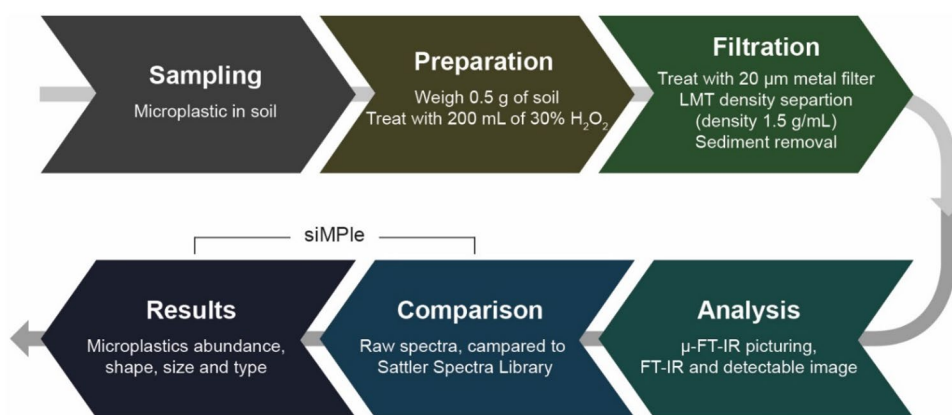 Sampling
Microplastic in soil
Preparation
Weigh 0.5 g of soil
Treat with 200 mL of 30% H₂O₂
Filtration
Treat with 20 μm metal filter
LMT density separtion
(density 1.5 g/mL)
Sediment removal
siMPle
Results
Microplastics abundance,
shape, size and type
Comparison
Raw spectra, campared to
Sattler Spectra Library
Analysis
μ-FT-IR picturing,
FT-IR and detectable image